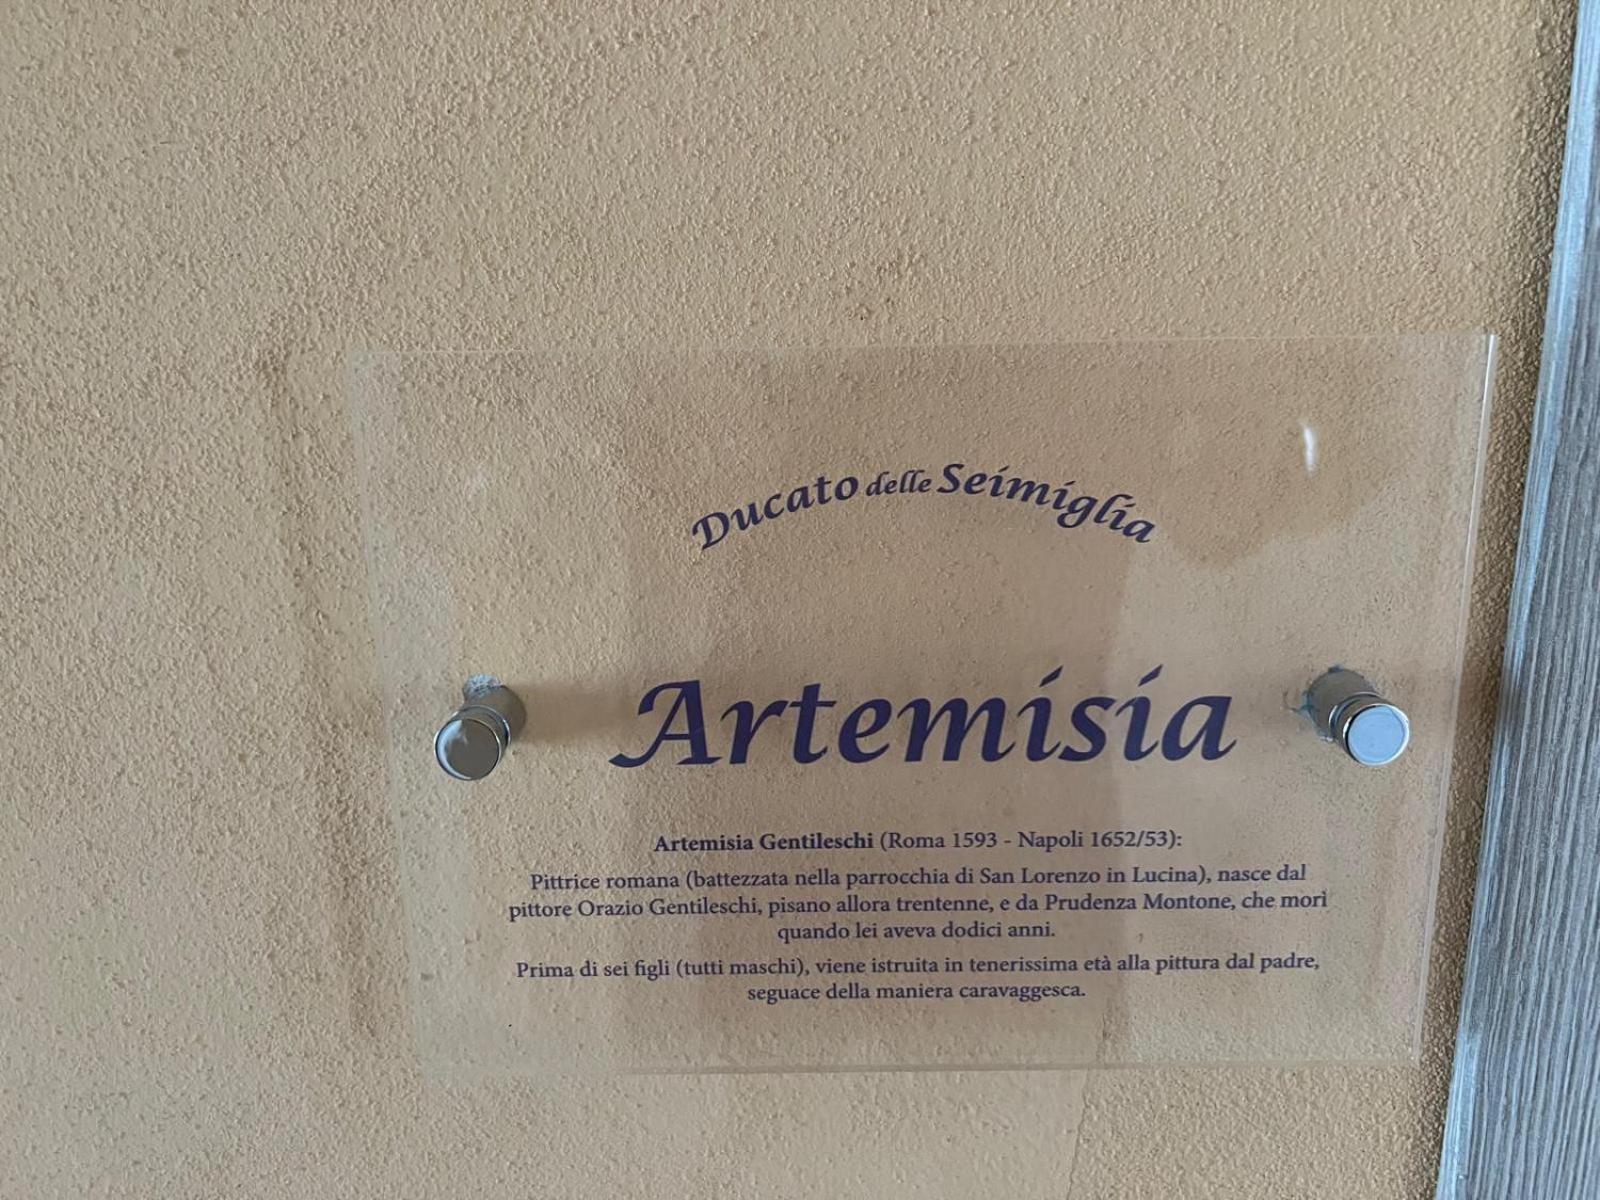 Ducato delle Seimiglia
Artemisia
Artemisia Gentileschi (Roma 1593 - Napoli 1652/53):
Pittrice romana (battezzata nella parrocchia di San Lorenzo in Lucina), nasce dal
pittore Orazio Gentileschi, pisano allora trentenne, e da Prudenza Montone, che morì
quando lei aveva dodici anni.
Prima di sei figli (tutti maschi), viene istruita in tenerissima età alla pittura dal padre,
seguace della maniera caravaggesca.